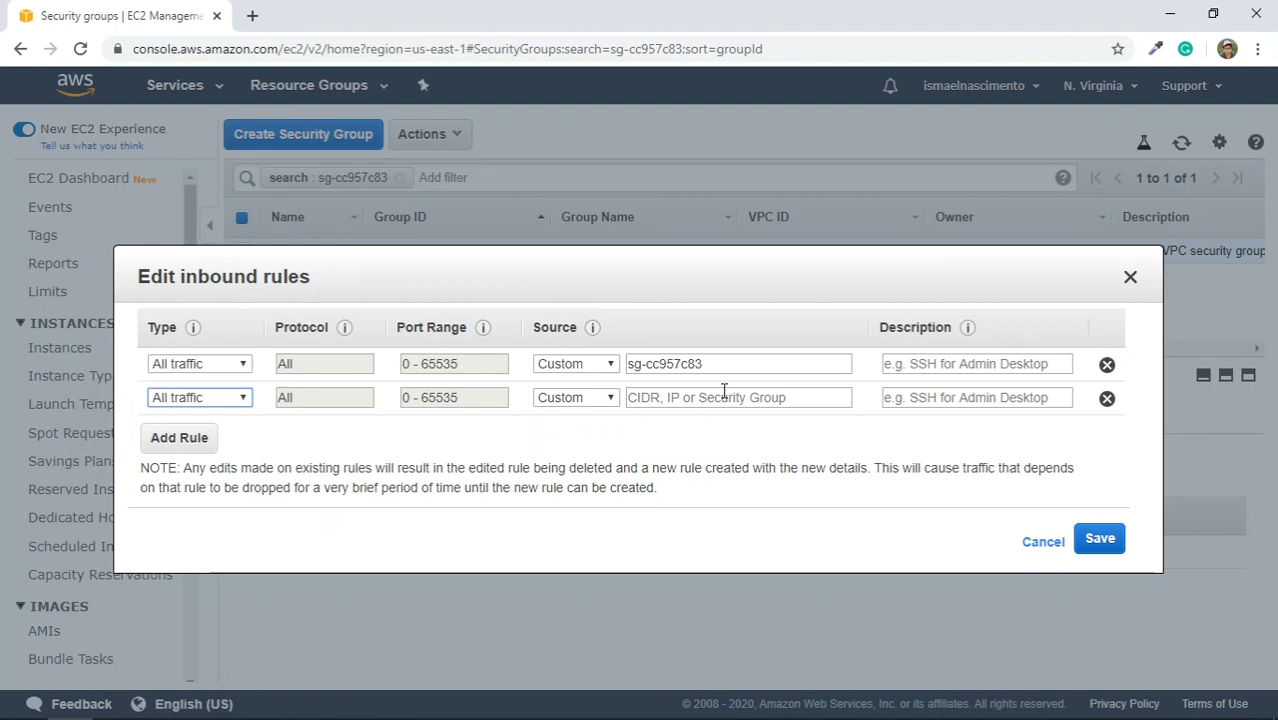 Security groups | EC2 Manageme
console.aws.amazon.com/ec2/v2/home?region=us-east-1#SecurityGroups:search=sg-cc957c83;sort=groupId
aws Services Resource Groups ismaelnascimento N. Virginia Support
New EC2 Experience
Tell us what you think
Create Security Group Actions
EC2 Dashboard New
search : sg-cc957c83 Add filter 1 to 1 of 1
Events
Name Group ID Group Name VPC ID Owner Description
Tags
VPC security group
Reports
Limits
INSTANCES
Instances
Instance Typ
Launch Temp
Spot Request
Savings Plans
Reserved Ins
Dedicated Ho
Scheduled In
Capacity Reservations
IMAGES
AMIs
Bundle Tasks
Edit inbound rules
Type i Protocol i Port Range i Source i Description i
All traffic All 0 - 65535 Custom sg-cc957c83 e.g. SSH for Admin Desktop
All traffic All 0 - 65535 Custom CIDR, IP or Security Group e.g. SSH for Admin Desktop
Add Rule
NOTE: Any edits made on existing rules will result in the edited rule being deleted and a new rule created with the new details. This will cause traffic that depends
on that rule to be dropped for a very brief period of time until the new rule can be created.
Cancel Save
Feedback English (US) © 2008 - 2020, Amazon Web Services, Inc. or its affiliates. All rights reserved. Privacy Policy Terms of Use